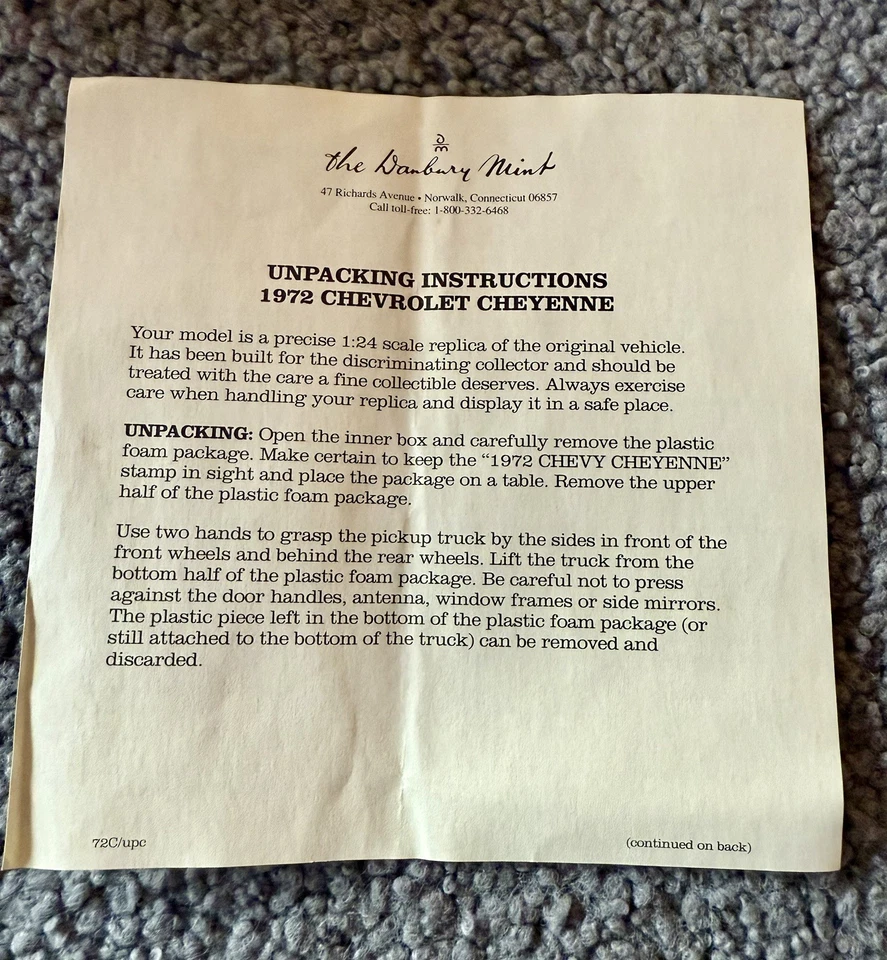 dm
the Danbury Mint
47 Richards Avenue • Norwalk, Connecticut 06857
Call toll-free: 1-800-332-6468
UNPACKING INSTRUCTIONS
1972 CHEVROLET CHEYENNE
Your model is a precise 1:24 scale replica of the original vehicle.
It has been built for the discriminating collector and should be
treated with the care a fine collectible deserves. Always exercise
care when handling your replica and display it in a safe place.
UNPACKING: Open the inner box and carefully remove the plastic
foam package. Make certain to keep the “1972 CHEVY CHEYENNE”
stamp in sight and place the package on a table. Remove the upper
half of the plastic foam package.
Use two hands to grasp the pickup truck by the sides in front of the
front wheels and behind the rear wheels. Lift the truck from the
bottom half of the plastic foam package. Be careful not to press
against the door handles, antenna, window frames or side mirrors.
The plastic piece left in the bottom of the plastic foam package (or
still attached to the bottom of the truck) can be removed and
discarded.
72C/upc
(continued on back)